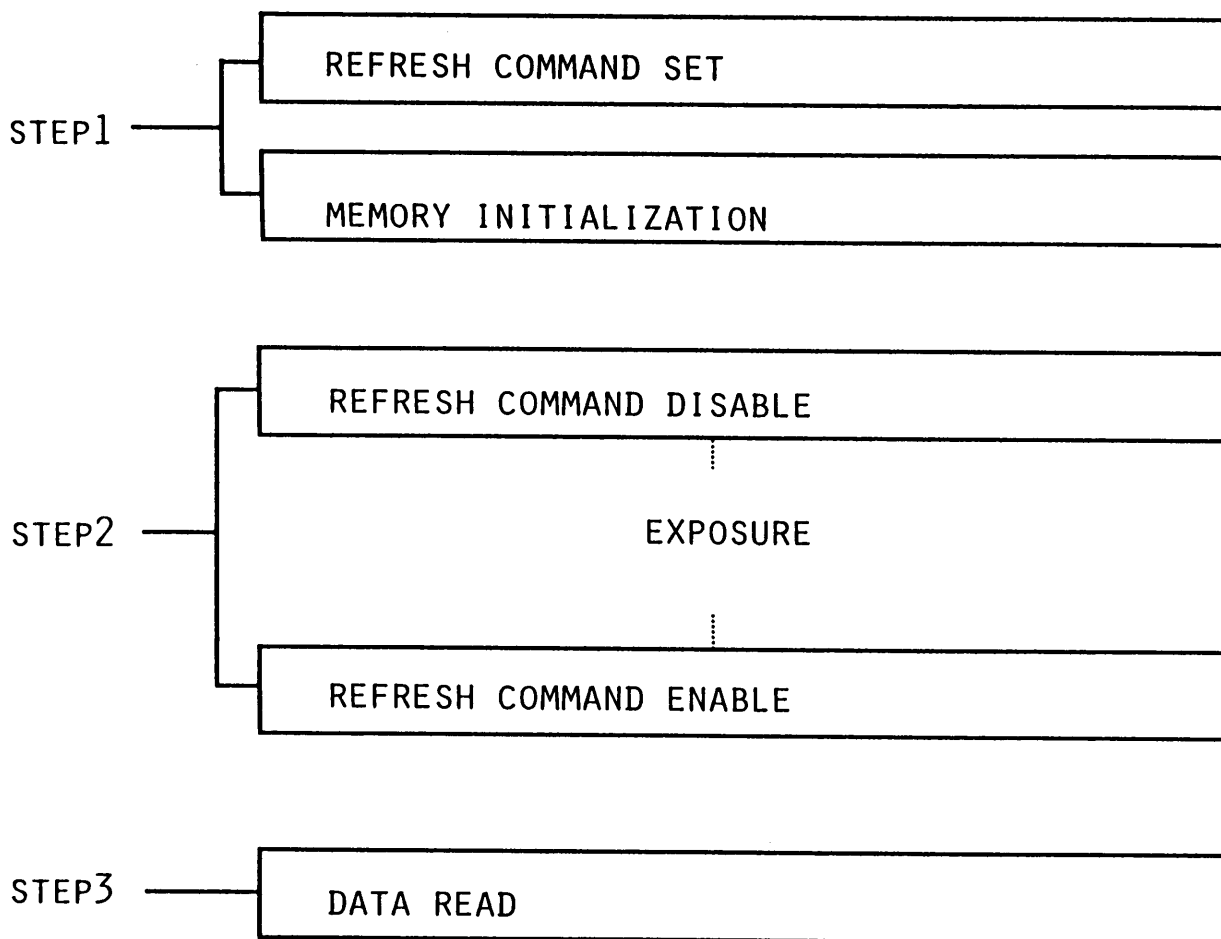 REFRESH COMMAND SET
STEP1
MEMORY INITIALIZATION
REFRESH COMMAND DISABLE
STEP2
EXPOSURE
REFRESH COMMAND ENABLE
STEP3
DATA READ